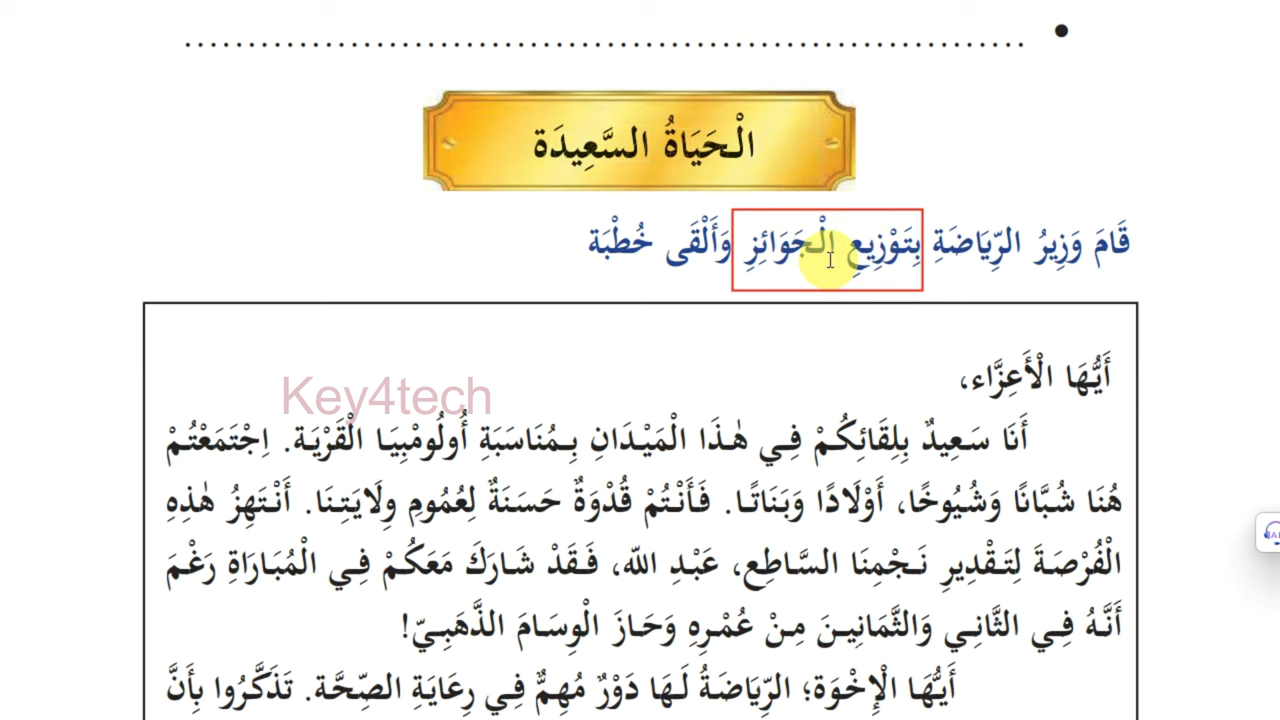 الْحَيَاةُ السَّعِيدَة
قَامَ وَزِيرُ الرِّيَاضَةِ بِتَوْزِيعِ الْجَوَائِزِ وَأَلْقَى خُطْبَة
أَيُّهَا الْأَعِزَّاء،
Key4tech
أَنَا سَعِيدٌ بِلِقَائِكُمْ فِي هٰذَا الْمَيْدَانِ بِمُنَاسَبَةِ أُولُومْبِيَا الْقَرْيَة. اِجْتَمَعْتُمْ
هُنَا شُبَّانًا وَشُيُوخًا، أَوْلَادًا وَبَنَاتًا. فَأَنْتُمْ قُدْوَةٌ حَسَنَةٌ لِعُمُومِ وِلَايَتِنَا. أَنْتَهِزُ هٰذِهِ
الْفُرْصَةَ لِتَقْدِيرِ نَجْمِنَا السَّاطِعِ، عَبْدِ اللّه، فَقَدْ شَارَكَ مَعَكُمْ فِي الْمُبَارَاةِ رَغْمَ
أَنَّهُ فِي الثَّانِي وَالثَّمَانِينَ مِنْ عُمْرِهِ وَحَازَ الْوِسَامَ الذَّهَبِيّ!
أَيُّهَا الْإِخْوَة؛ الرِّيَاضَةُ لَهَا دَوْرٌ مُهِمٌّ فِي رِعَايَةِ الصِّحَّة. تَذَكَّرُوا بِأَنَّ